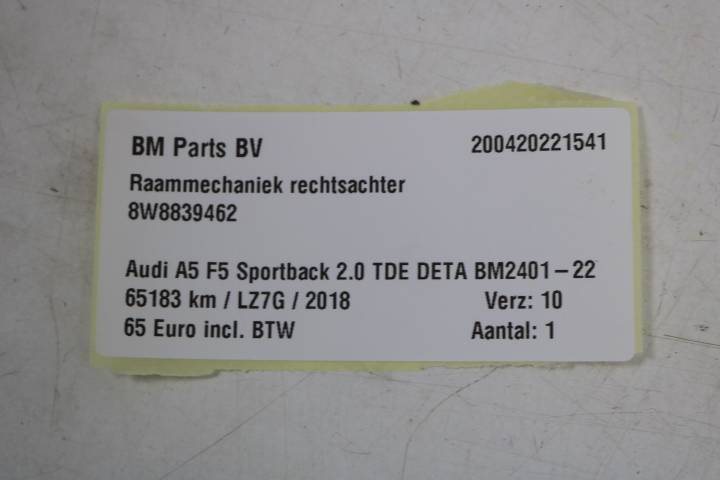 BM Parts BV 200420221541
Raammechaniek rechtsachter
8W8839462
Audi A5 F5 Sportback 2.0 TDE DETA BM2401-22
65183 km / LZ7G / 2018 Verz: 10
65 Euro incl. BTW Aantal: 1